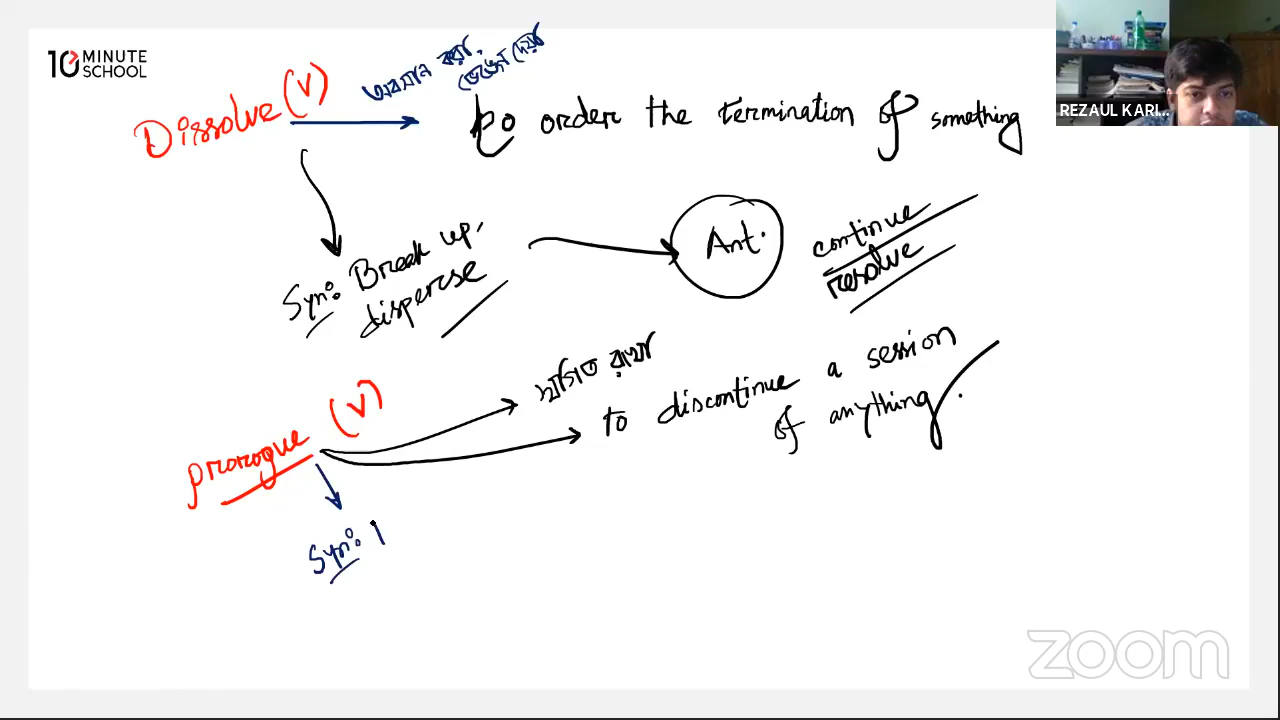 10 MINUTE SCHOOL
REZAUL KARI...
Dissolve (v)
অবসান করা,
ভেঙে দেয়া
to order the termination of something
Syn: Break up,
disperse
Ant.
continue
resolve
prorogue (v)
স্থগিত রাখা
to discontinue a session
of anything.
Syn:
zoom